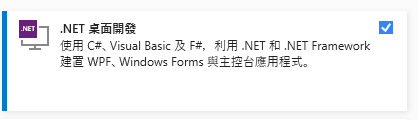 .NET
.NET 桌面開發
使用 C#、Visual Basic 及 F#，利用 .NET 和 .NET Framework
建置 WPF、Windows Forms 與主控台應用程式。